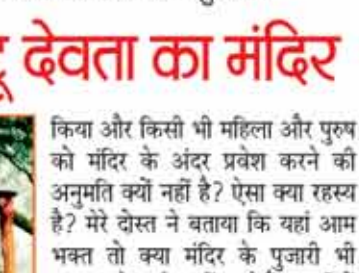 देवता का मंदिर
किया और किसी भी महिला और पुरुष
को मंदिर के अंदर प्रवेश करने की
अनुमति क्यों नहीं है? ऐसा क्या रहस्य
है? मेरे दोस्त ने बताया कि यहां आम
भक्त तो क्या मंदिर के पुजारी भी